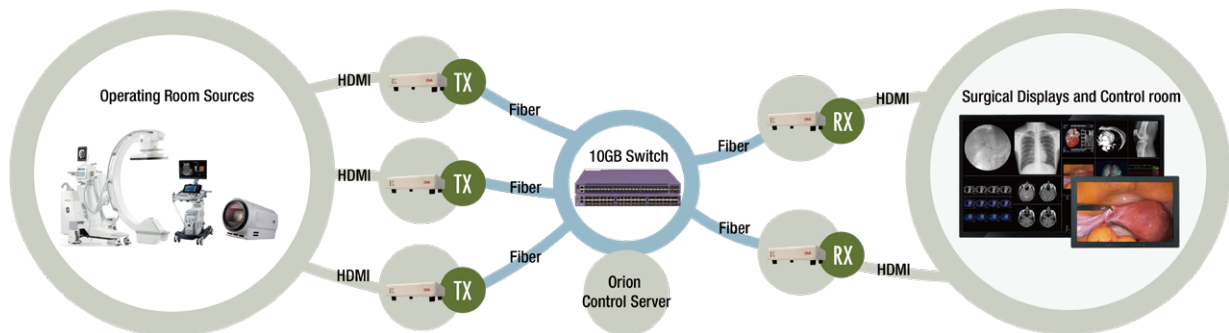 Operating Room Sources
HDMI
TX
Fiber
HDMI
TX
Fiber
HDMI
TX
Fiber
10GB Switch
Orion
Control Server
Fiber
RX
HDMI
Fiber
RX
HDMI
Surgical Displays and Control room